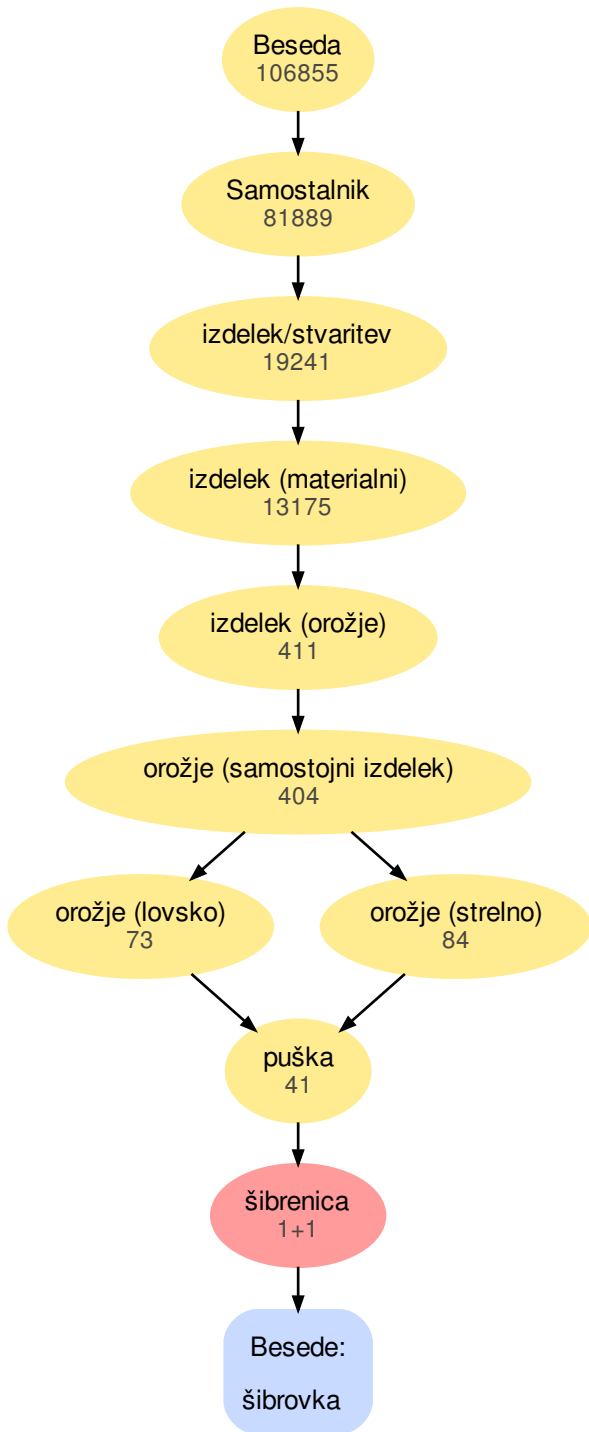 Beseda
106855
Samostalnik
81889
izdelek/stvaritev
19241
izdelek (materialni)
13175
izdelek (orožje)
411
orožje (samostojni izdelek)
404
orožje (lovsko)
73
orožje (strelno)
84
puška
41
šibrenica
1+1
Besede:
šibrovka